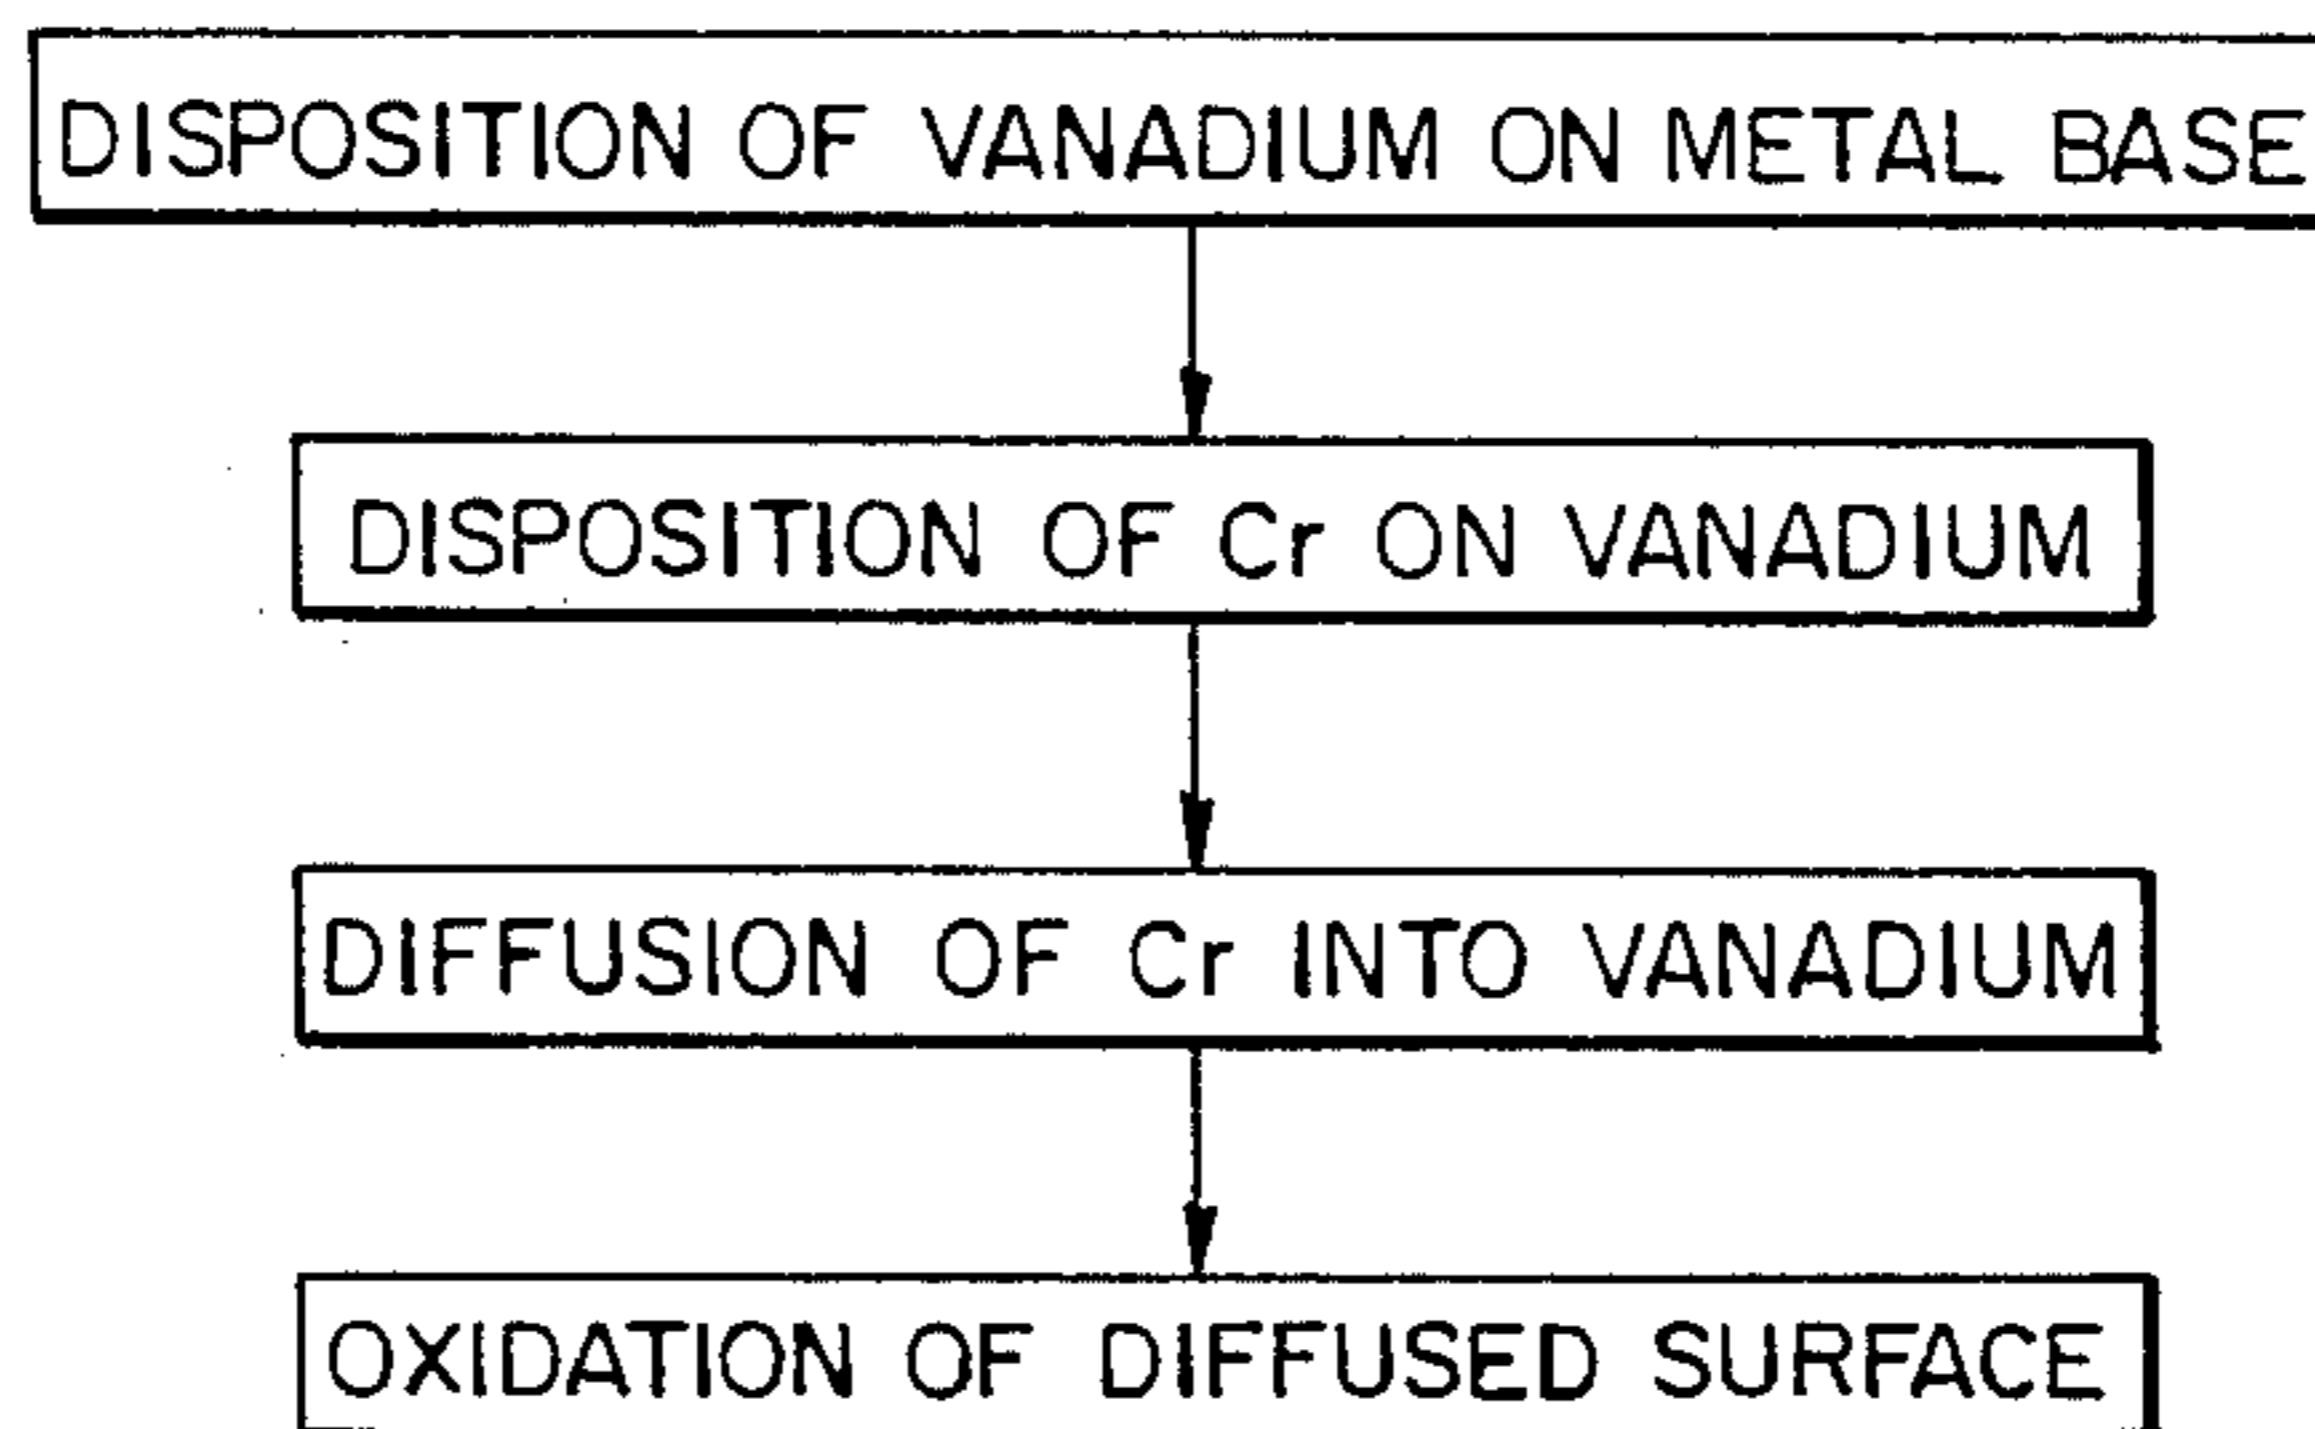 DISPOSITION OF VANADIUM ON METAL BASE
DISPOSITION OF Cr ON VANADIUM
DIFFUSION OF Cr INTO VANADIUM
OXIDATION OF DIFFUSED SURFACE